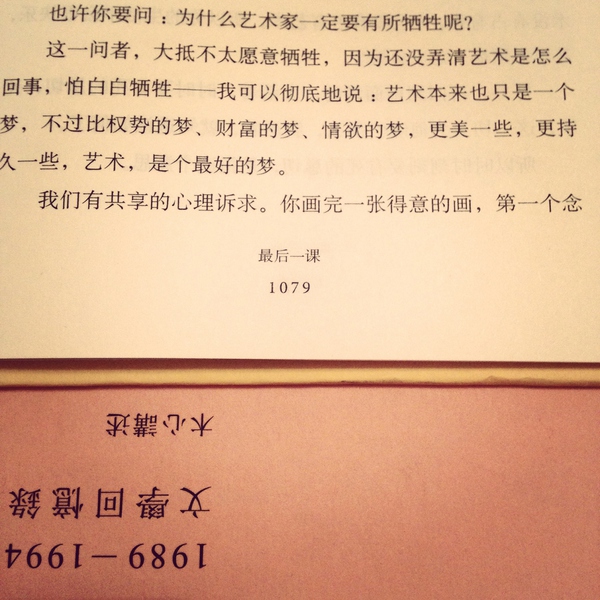 也许你要问：为什么艺术家一定要有所牺牲呢？
这一问者，大抵不太愿意牺牲，因为还没弄清艺术是怎么
回事，怕白白牺牲——我可以彻底地说：艺术本来也只是一个
梦，不过比权势的梦、财富的梦、情欲的梦，更美一些，更持
久一些，艺术，是个最好的梦。
我们有共享的心理诉求。你画完一张得意的画，第一个念
最后一课
1079
木心講述
文學回憶錄
1989—1994